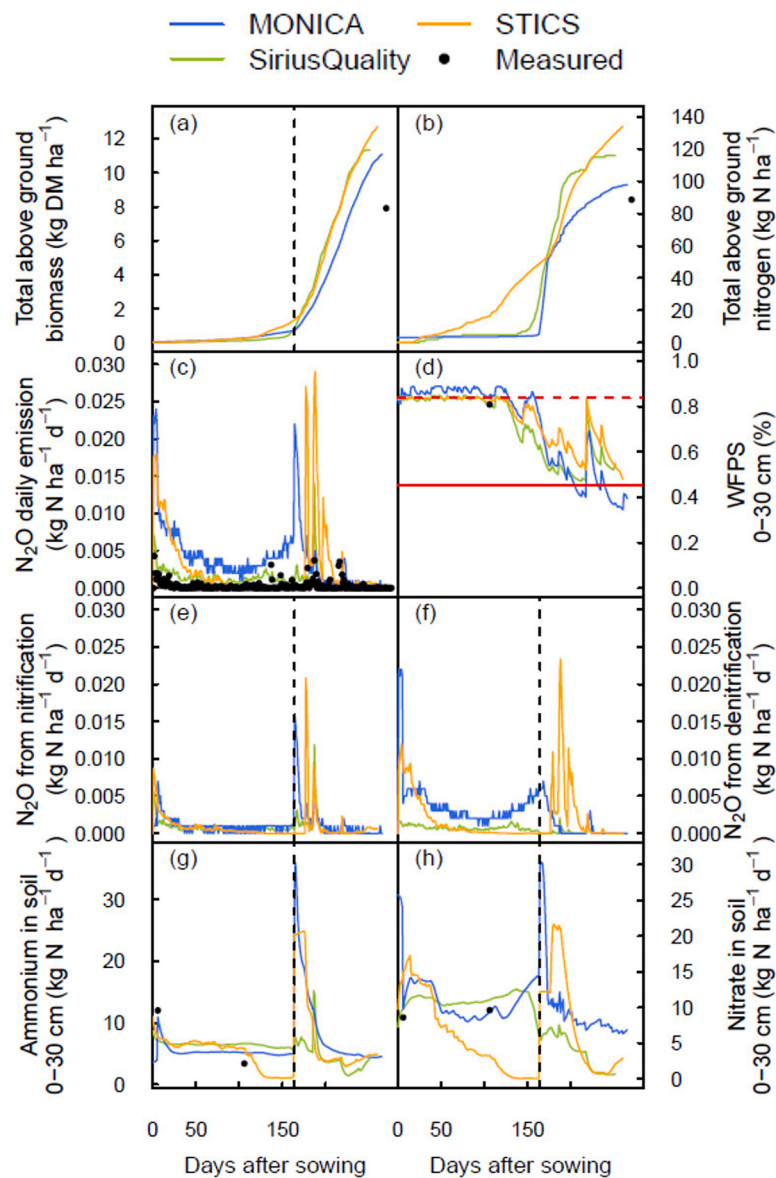 MONICA
STICS
SiriusQuality
Measured
(a)
(b)
Total above ground
biomass (kg DM ha−1)
12
10
8
6
4
2
0
140
120
100
80
60
40
20
0
Total above ground
nitrogen (kg N ha−1)
(c)
(d)
N2O daily emission
(kg N ha−1 d−1)
0.030
0.025
0.020
0.015
0.010
0.005
0.000
1.0
0.8
0.6
0.4
0.2
0.0
WFPS
0−30 cm (%)
(e)
(f)
N2O from nitrification
(kg N ha−1 d−1)
0.030
0.025
0.020
0.015
0.010
0.005
0.000
0.030
0.025
0.020
0.015
0.010
0.005
0.000
N2O from denitrification
(kg N ha−1 d−1)
(g)
(h)
Ammonium in soil
0−30 cm (kg N ha−1 d−1)
30
20
10
0
30
25
20
15
10
5
0
Nitrate in soil
0−30 cm (kg N ha−1 d−1)
0 50 150
0 50 150
Days after sowing
Days after sowing